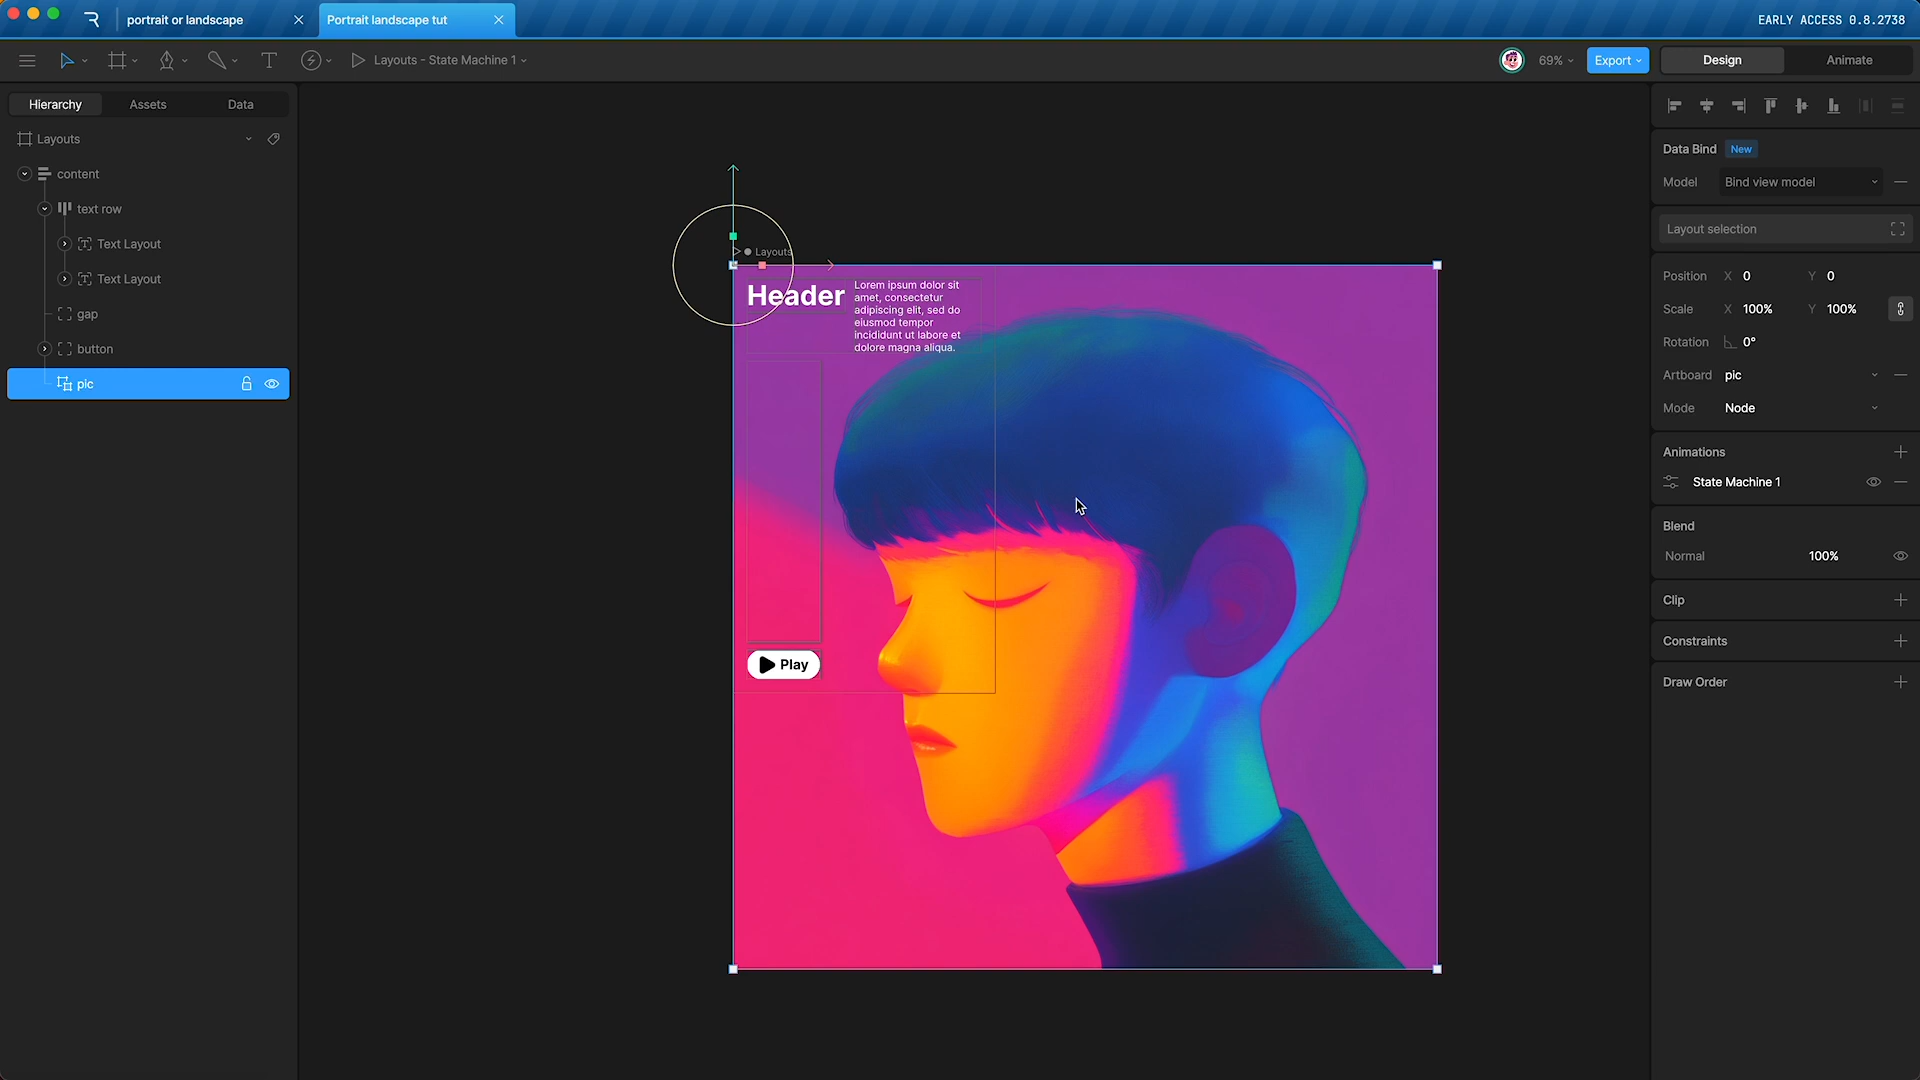 portrait or landscape
Portrait landscape tut
EARLY ACCESS 0.8.2738
Layouts - State Machine 1
69%
Export
Design
Animate
Hierarchy
Assets
Data
Layouts
content
text row
Text Layout
Text Layout
gap
button
pic
Layouts
Header
Lorem ipsum dolor sit
amet, consectetur
adipiscing elit, sed do
eiusmod tempor
incididunt ut labore et
dolore magna aliqua.
Play
Data Bind New
Model Bind view model
Layout selection
Position X 0 Y 0
Scale X 100% Y 100%
Rotation 0°
Artboard pic
Mode Node
Animations
State Machine 1
Blend
Normal 100%
Clip
Constraints
Draw Order